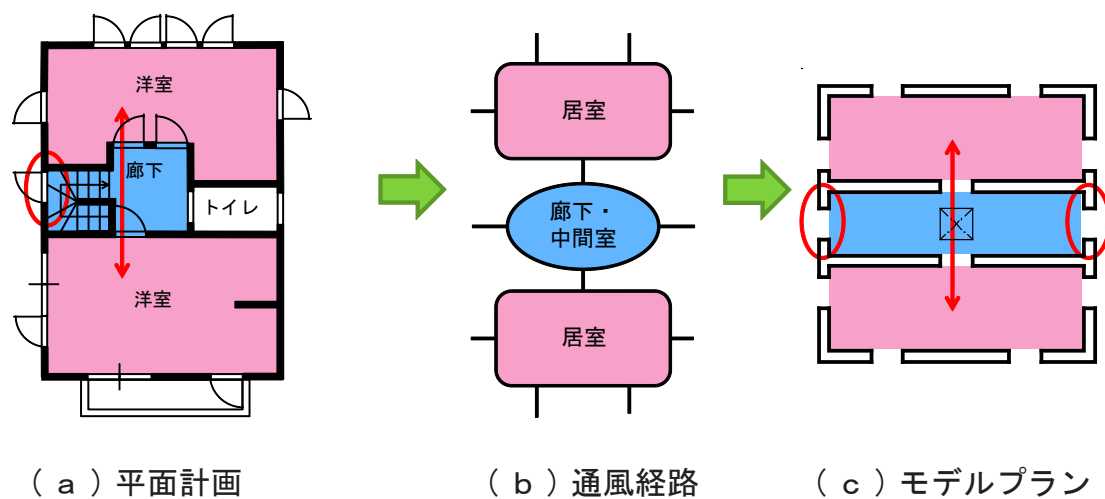 洋室
廊下
トイレ
洋室
居室
廊下・
中間室
居室
(a)平面計画
(b)通風経路
(c)モデルプラン